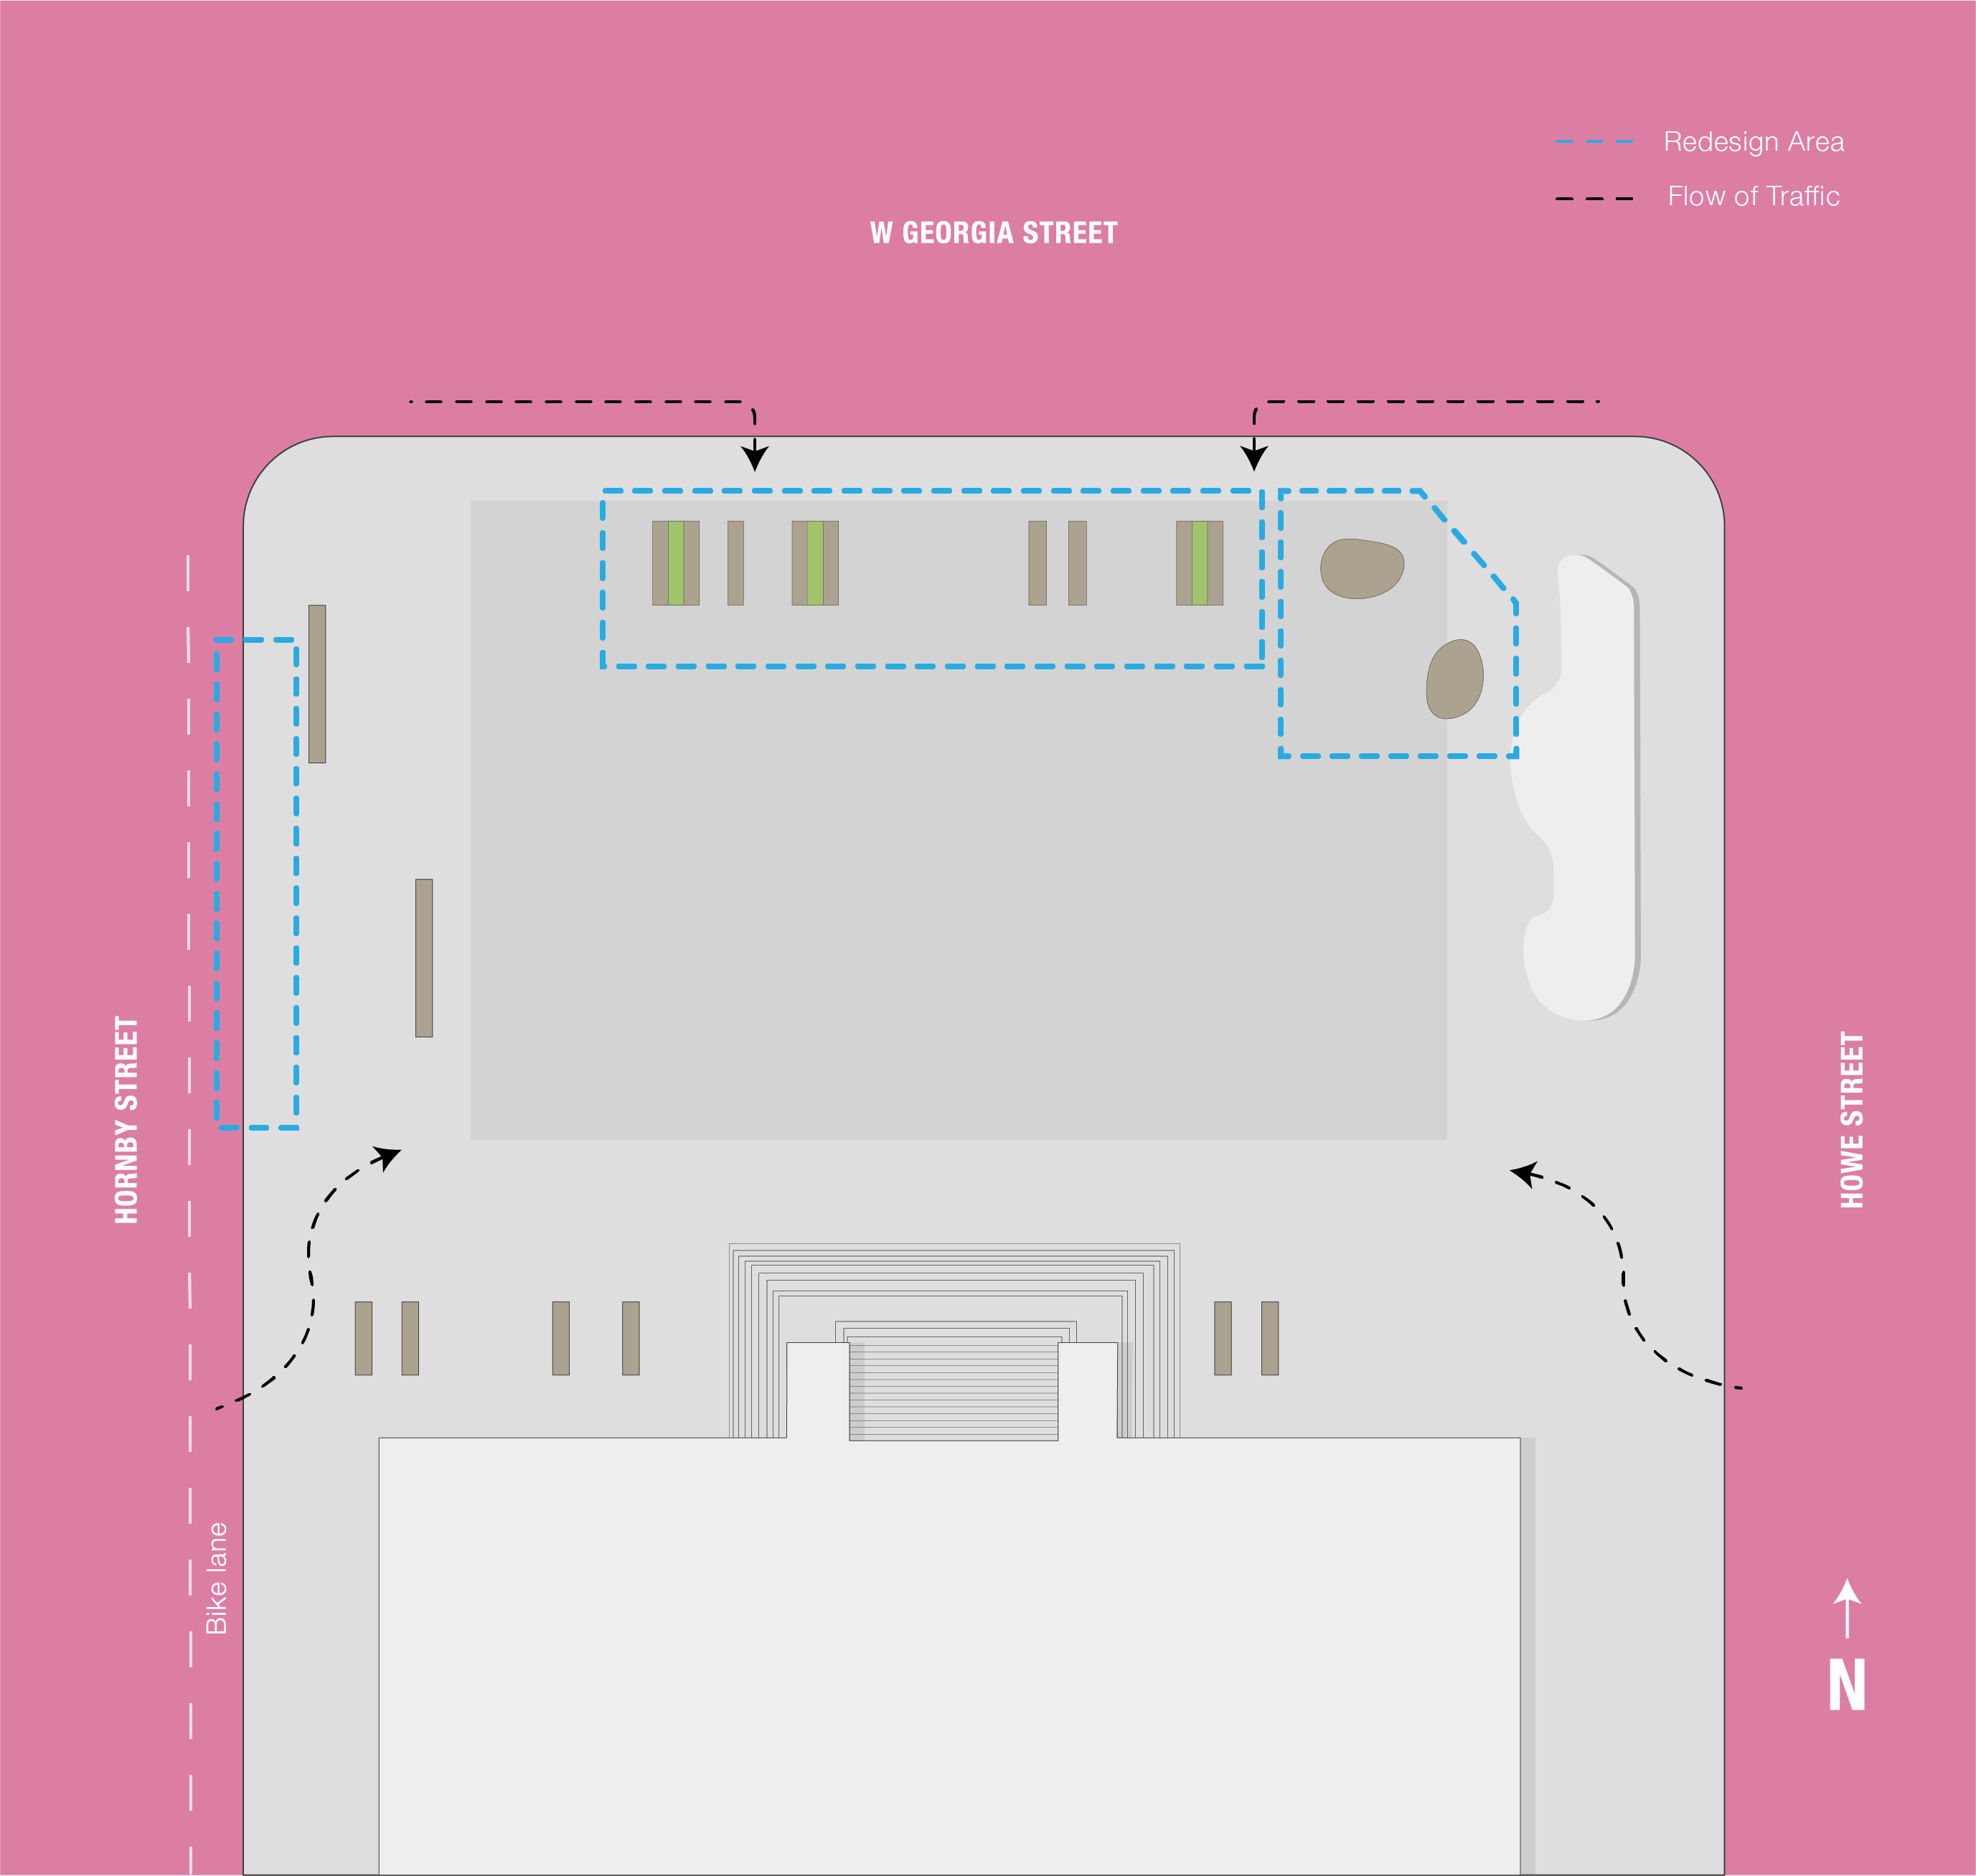 Redesign Area
Flow of Traffic
W GEORGIA STREET
HORNBY STREET
HOWE STREET
Bike lane
N